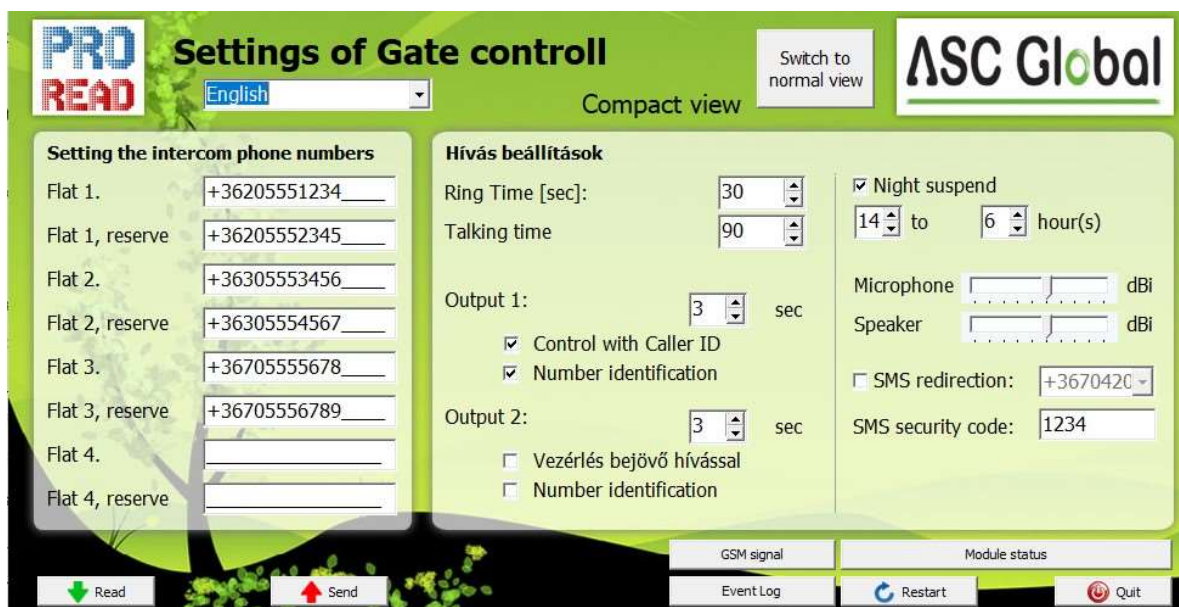 PRO
READ
Settings of Gate controll
English
Compact view
Switch to
normal view
ASC Global
Setting the intercom phone numbers
Flat 1. +36205551234____
Flat 1, reserve +36205552345____
Flat 2. +36305553456____
Flat 2, reserve +36305554567____
Flat 3. +36705555678____
Flat 3, reserve +36705556789____
Flat 4. ________________
Flat 4, reserve ________________
Hívás beállítások
Ring Time [sec]: 30
Talking time 90
Output 1: 3 sec
Control with Caller ID
Number identification
Output 2: 3 sec
Vezérlés bejövő hívással
Number identification
Night suspend
14 to 6 hour(s)
Microphone dBi
Speaker dBi
SMS redirection: +3670420
SMS security code: 1234
GSM signal
Module status
Read
Send
Event Log
Restart
Quit